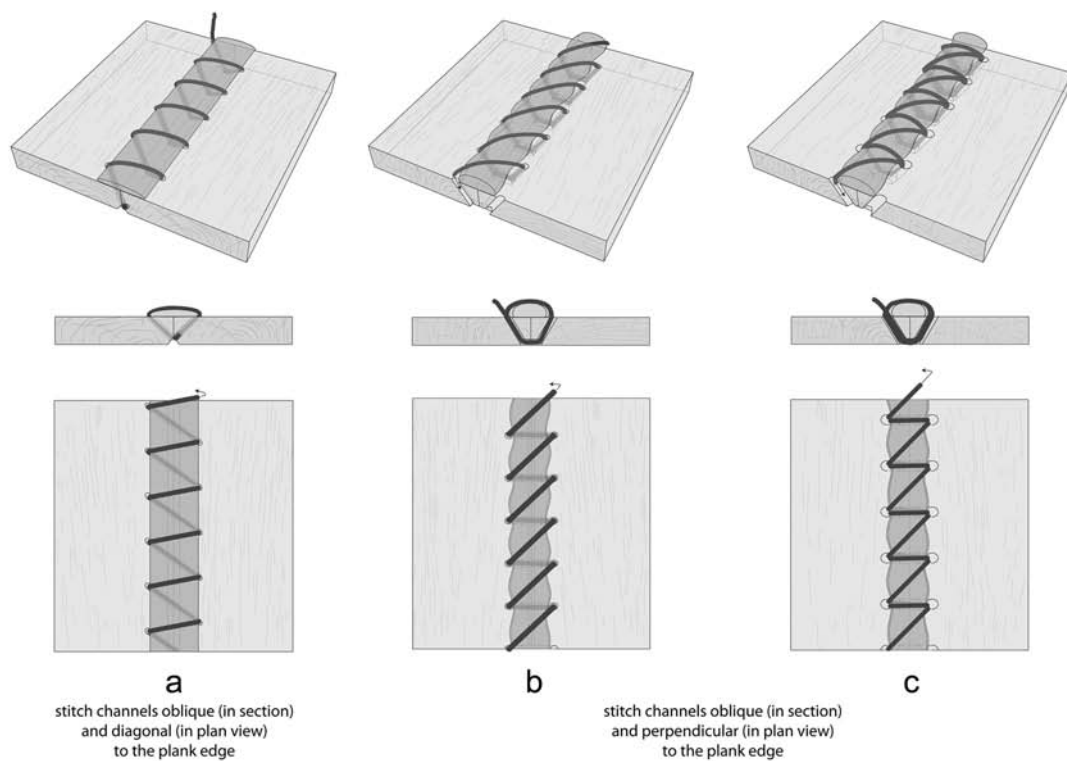 a
b
c
stitch channels oblique (in section)
and diagonal (in plan view)
to the plank edge
stitch channels oblique (in section)
and perpendicular (in plan view)
to the plank edge